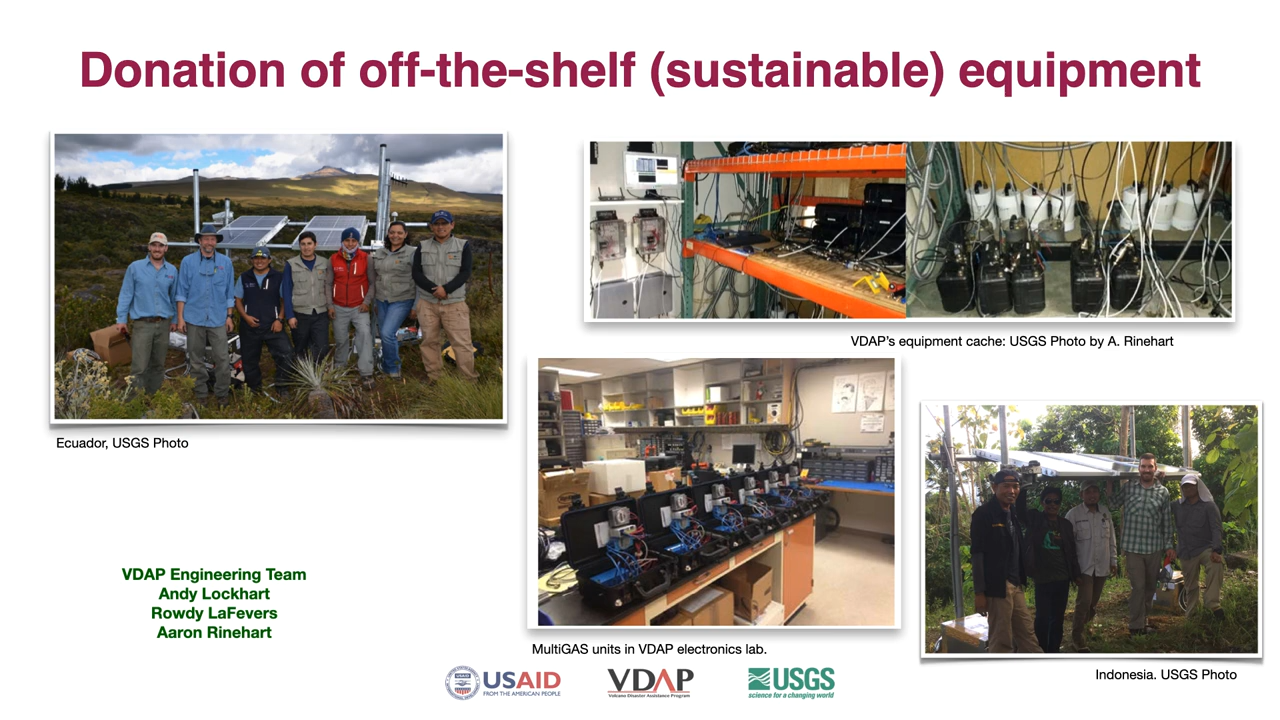 Donation of off-the-shelf (sustainable) equipment
Ecuador, USGS Photo
VDAP's equipment cache: USGS Photo by A. Rinehart
VDAP Engineering Team
Andy Lockhart
Rowdy LaFevers
Aaron Rinehart
MultiGAS units in VDAP electronics lab.
Indonesia. USGS Photo
USAID
FROM THE AMERICAN PEOPLE
VDAP
Volcano Disaster Assistance Program
USGS
science for a changing world